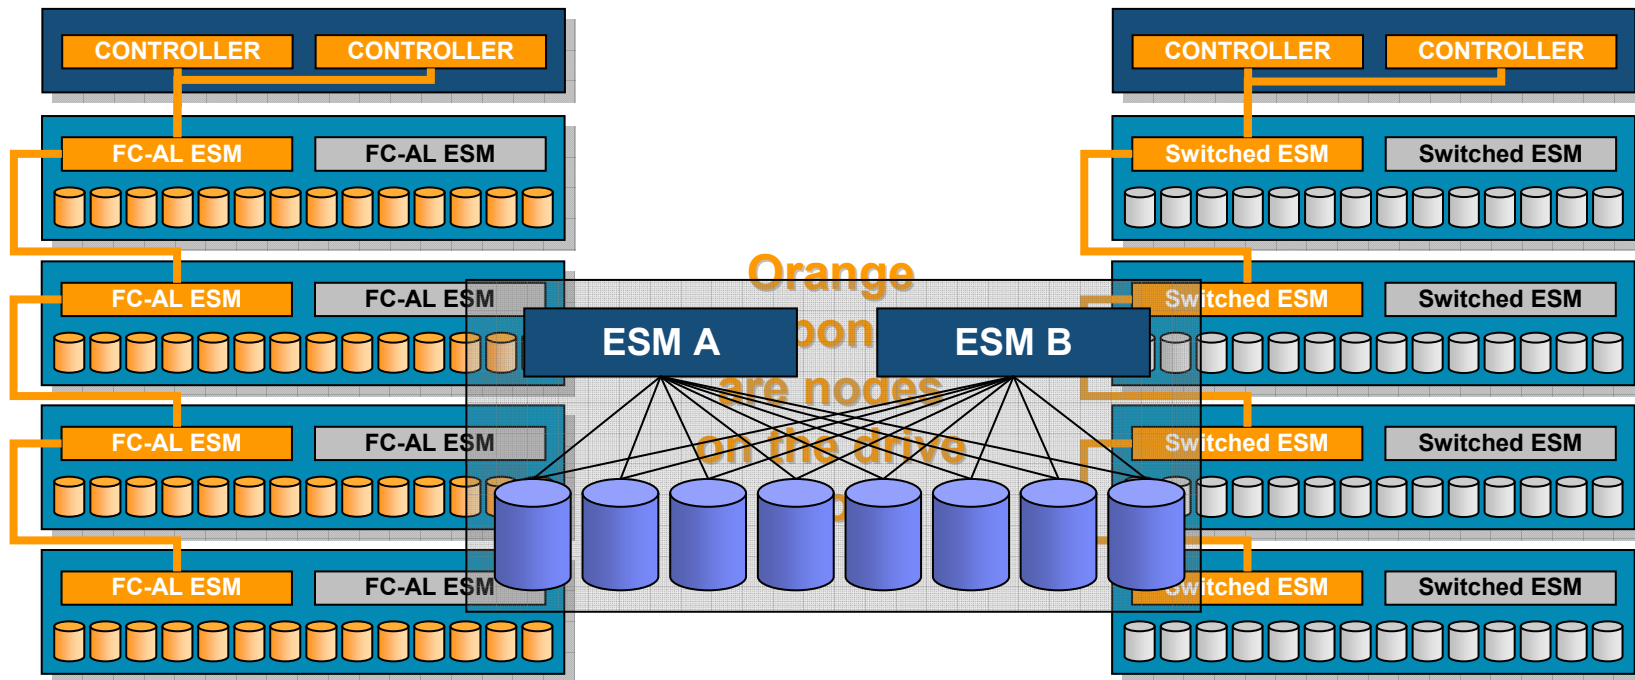 CONTROLLER CONTROLLER
FC-AL ESM FC-AL ESM
FC-AL ESM FC-AL ESM
FC-AL ESM FC-AL ESM
FC-AL ESM FC-AL ESM
Orange
are nodes
on the drive
ESM A ESM B
CONTROLLER CONTROLLER
Switched ESM Switched ESM
Switched ESM Switched ESM
Switched ESM Switched ESM
Switched ESM Switched ESM